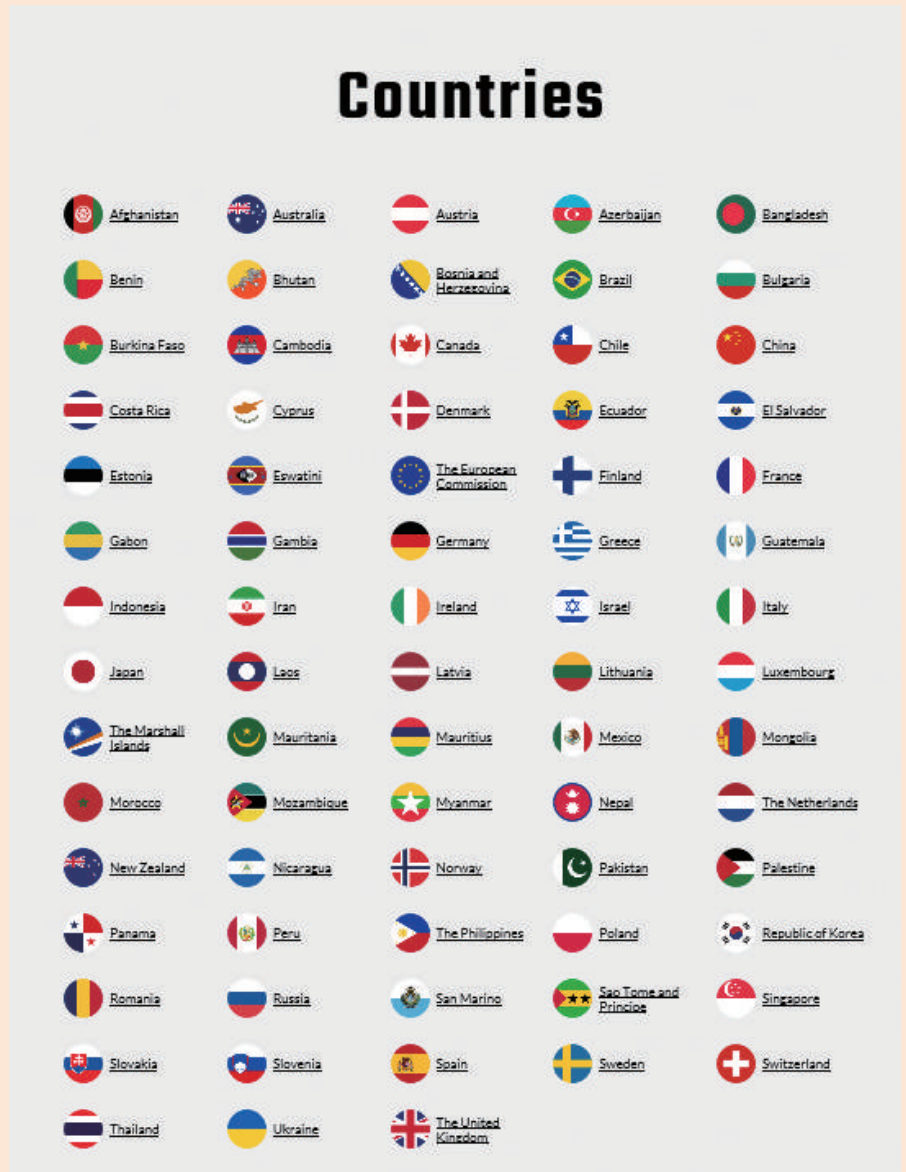 Countries
Afghanistan
Australia
Austria
Azerbaijan
Bangladesh
Benin
Bhutan
Bosnia and
Herzegovina
Brazil
Bulgaria
Burkina Faso
Cambodia
Canada
Chile
China
Costa Rica
Cyprus
Denmark
Ecuador
El Salvador
Estonia
Eswatini
The European
Commission
Finland
France
Gabon
Gambia
Germany
Greece
Guatemala
Indonesia
Iran
Ireland
Israel
Italy
Japan
Laos
Latvia
Lithuania
Luxembourg
The Marshall
Islands
Mauritania
Mauritius
Mexico
Mongolia
Morocco
Mozambique
Myanmar
Nepal
The Netherlands
New Zealand
Nicaragua
Norway
Pakistan
Palestine
Panama
Peru
The Philippines
Poland
Republic of Korea
Romania
Russia
San Marino
Sao Tome and
Principe
Singapore
Slovakia
Slovenia
Spain
Sweden
Switzerland
Thailand
Ukraine
The United
Kingdom